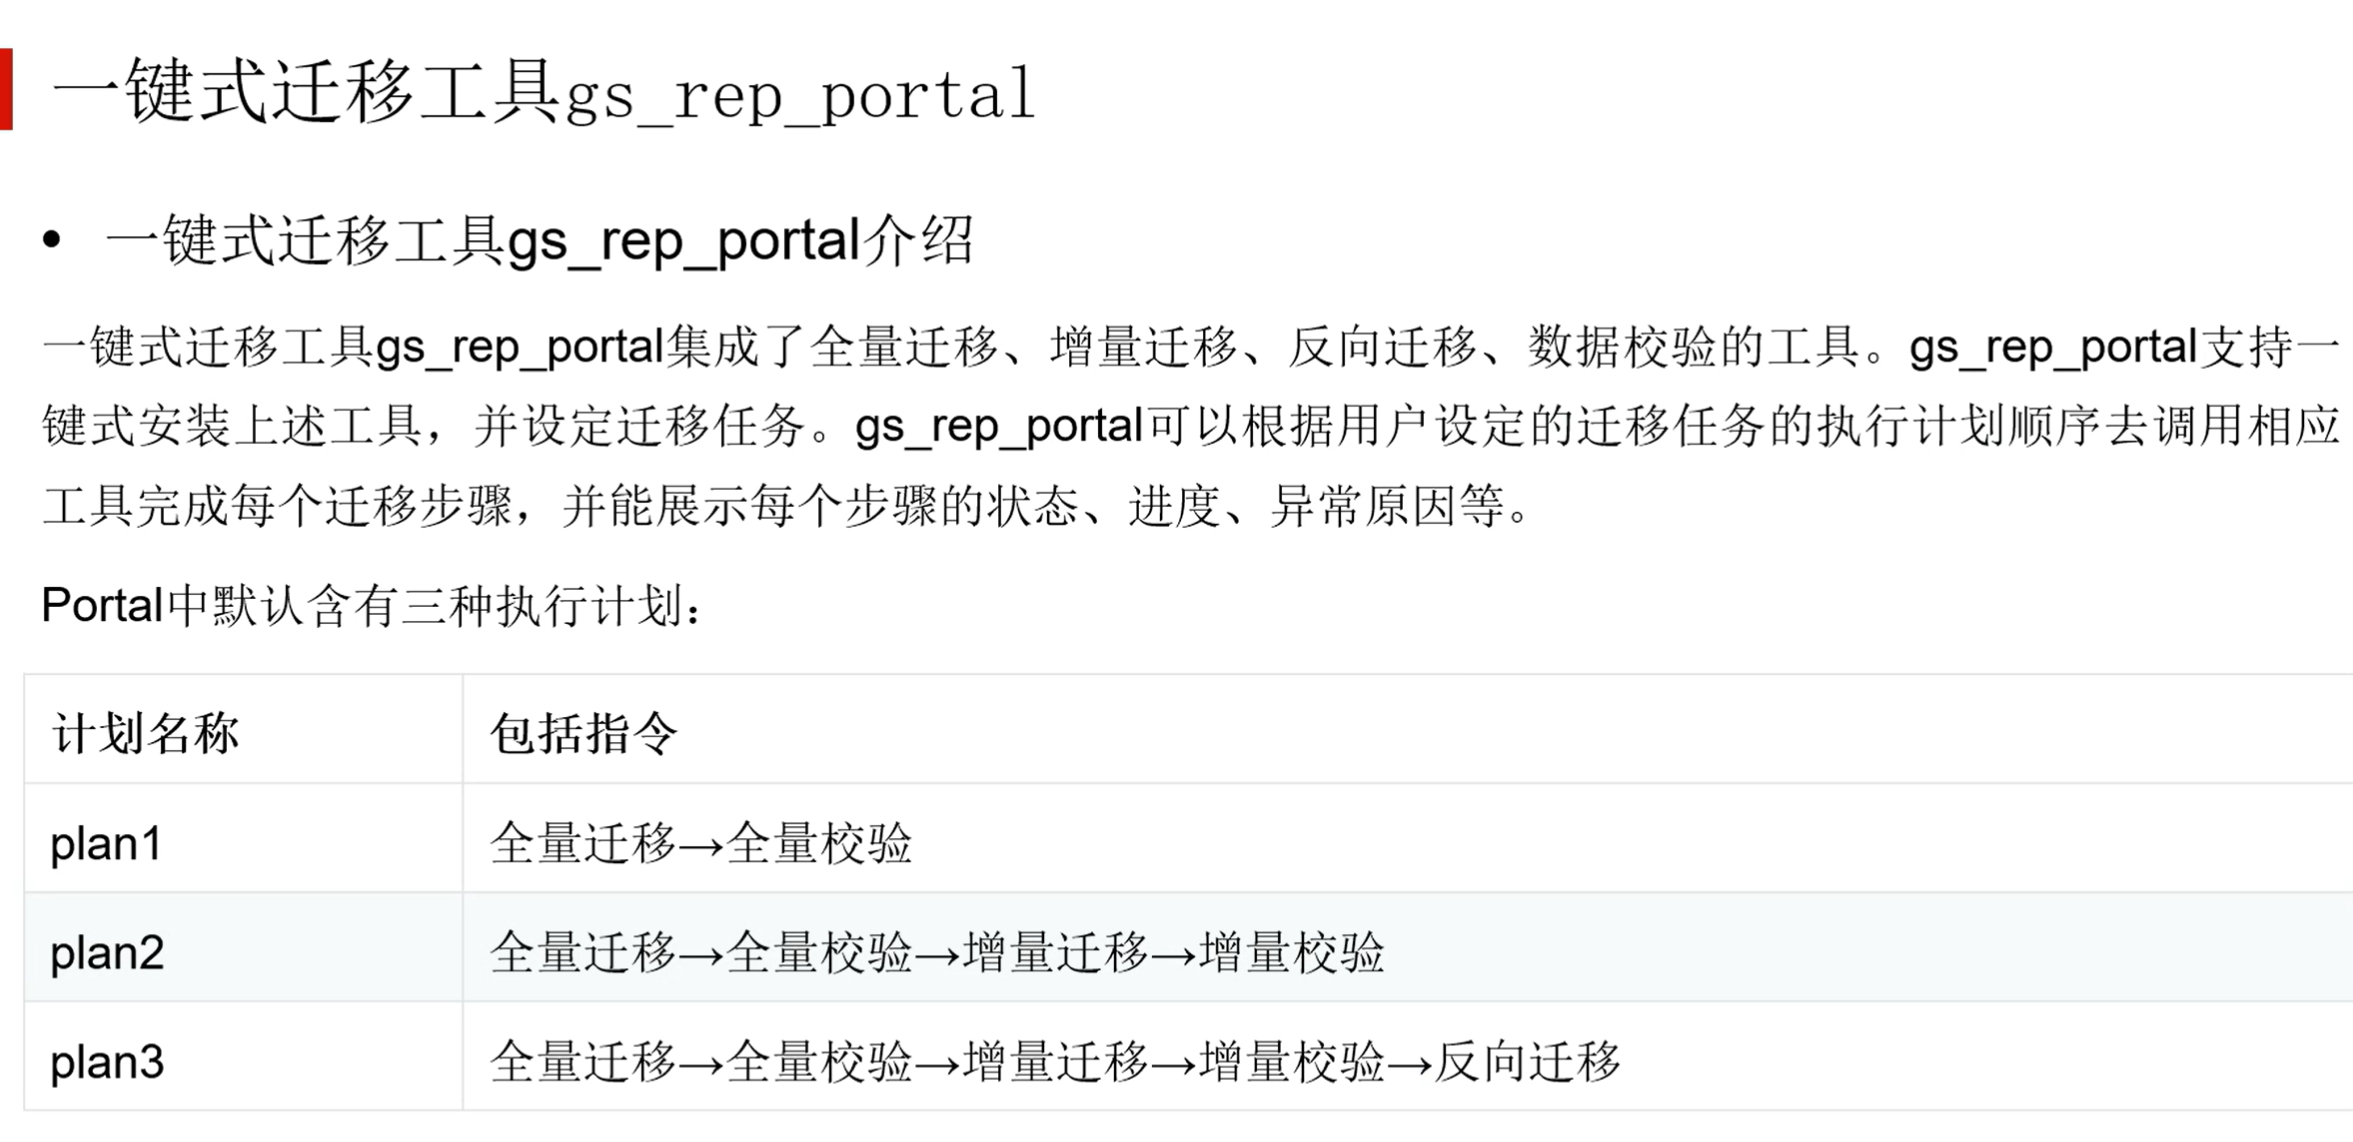 一键式迁移工具gs_rep_portal
• 一键式迁移工具gs_rep_portal介绍
一键式迁移工具gs_rep_portal集成了全量迁移、增量迁移、反向迁移、数据校验的工具。gs_rep_portal支持一
键式安装上述工具，并设定迁移任务。gs_rep_portal可以根据用户设定的迁移任务的执行计划顺序去调用相应
工具完成每个迁移步骤，并能展示每个步骤的状态、进度、异常原因等。
Portal中默认含有三种执行计划：
计划名称 包括指令
plan1 全量迁移→全量校验
plan2 全量迁移→全量校验→增量迁移→增量校验
plan3 全量迁移→全量校验→增量迁移→增量校验→反向迁移